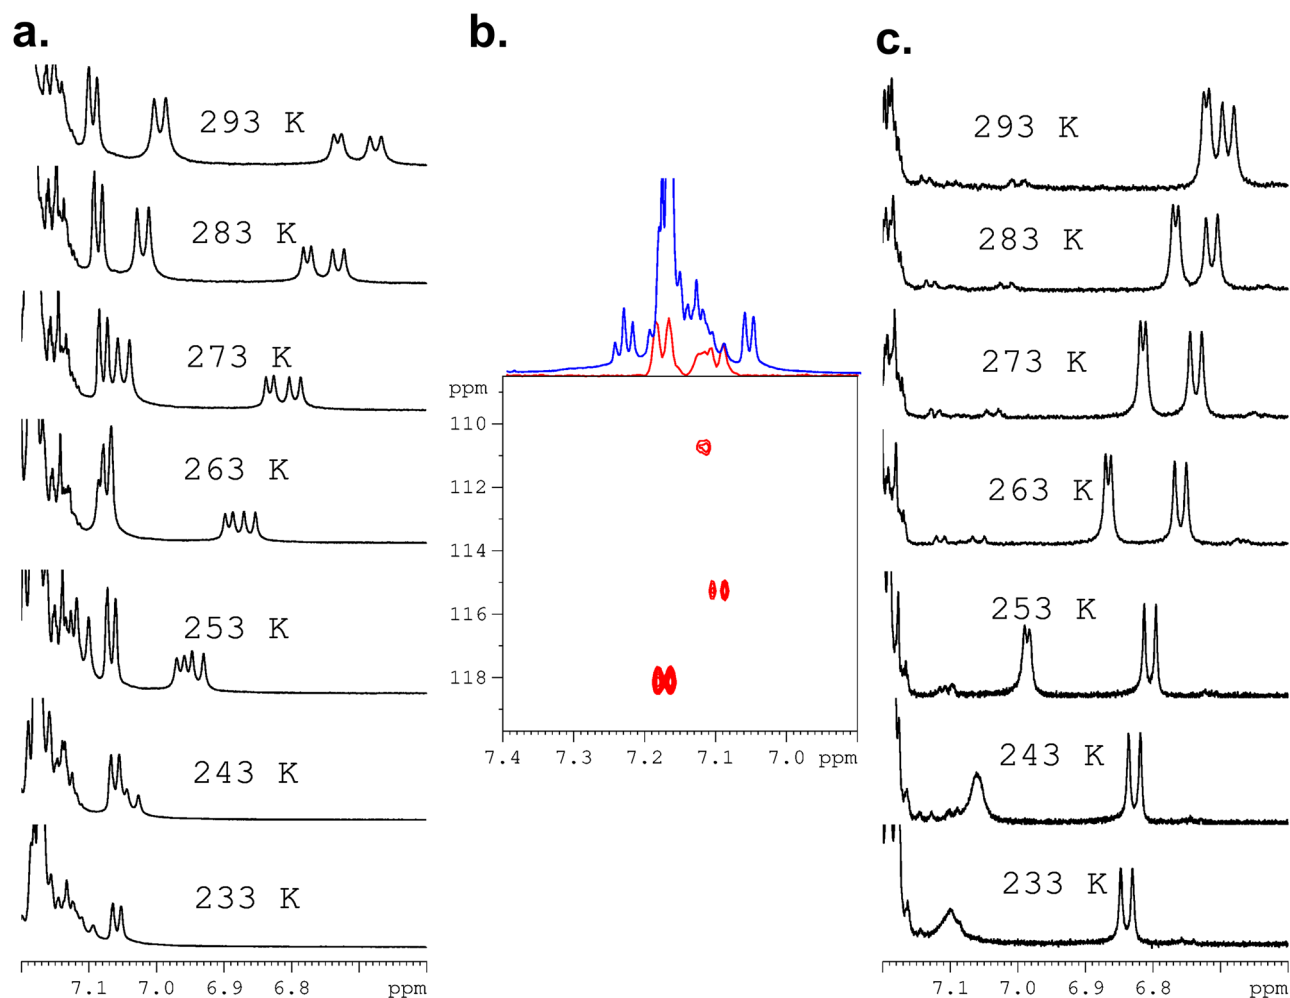 a.
293 K
283 K
273 K
263 K
253 K
243 K
233 K
7.1 7.0 6.9 6.8 ppm
b.
ppm
110
112
114
116
118
7.4 7.3 7.2 7.1 7.0 ppm
c.
293 K
283 K
273 K
263 K
253 K
243 K
233 K
7.1 7.0 6.9 6.8 ppm